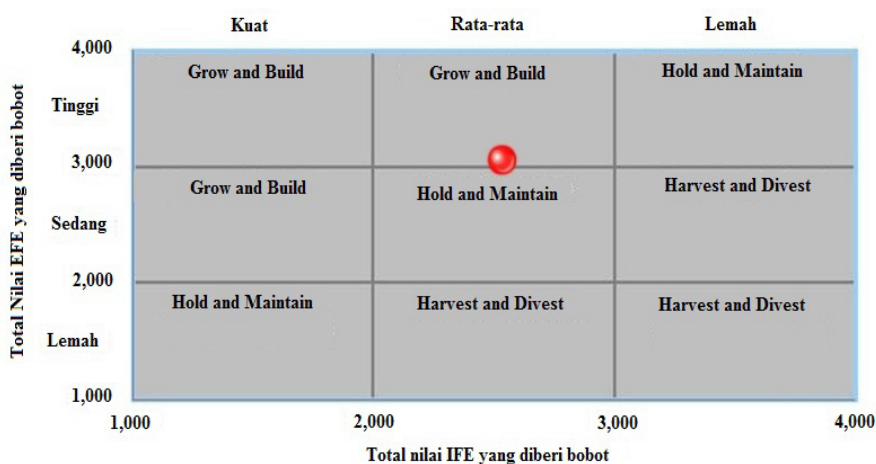 Kuat Rata-rata Lemah
4,000
Grow and Build Grow and Build Hold and Maintain
Tinggi
3,000
Grow and Build Hold and Maintain Harvest and Divest
Sedang
2,000
Hold and Maintain Harvest and Divest Harvest and Divest
Lemah
1,000
1,000 2,000 3,000 4,000
Total nilai IFE yang diberi bobot
Total Nilai EFE yang diberi bobot